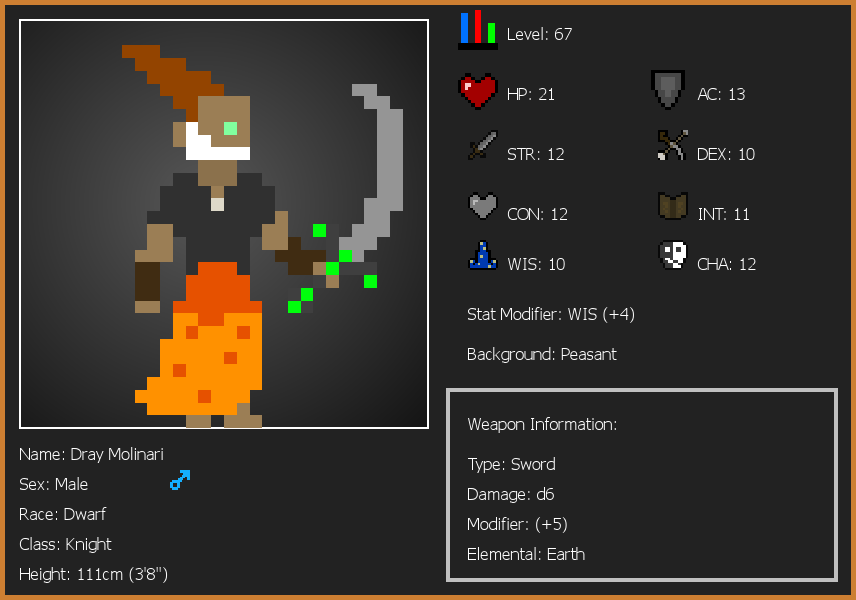 Level: 67
HP: 21
AC: 13
STR: 12
DEX: 10
CON: 12
INT: 11
WIS: 10
CHA: 12
Stat Modifier: WIS (+4)
Background: Peasant
Weapon Information:
Type: Sword
Damage: d6
Modifier: (+5)
Elemental: Earth
Name: Dray Molinari
Sex: Male
Race: Dwarf
Class: Knight
Height: 111cm (3'8")